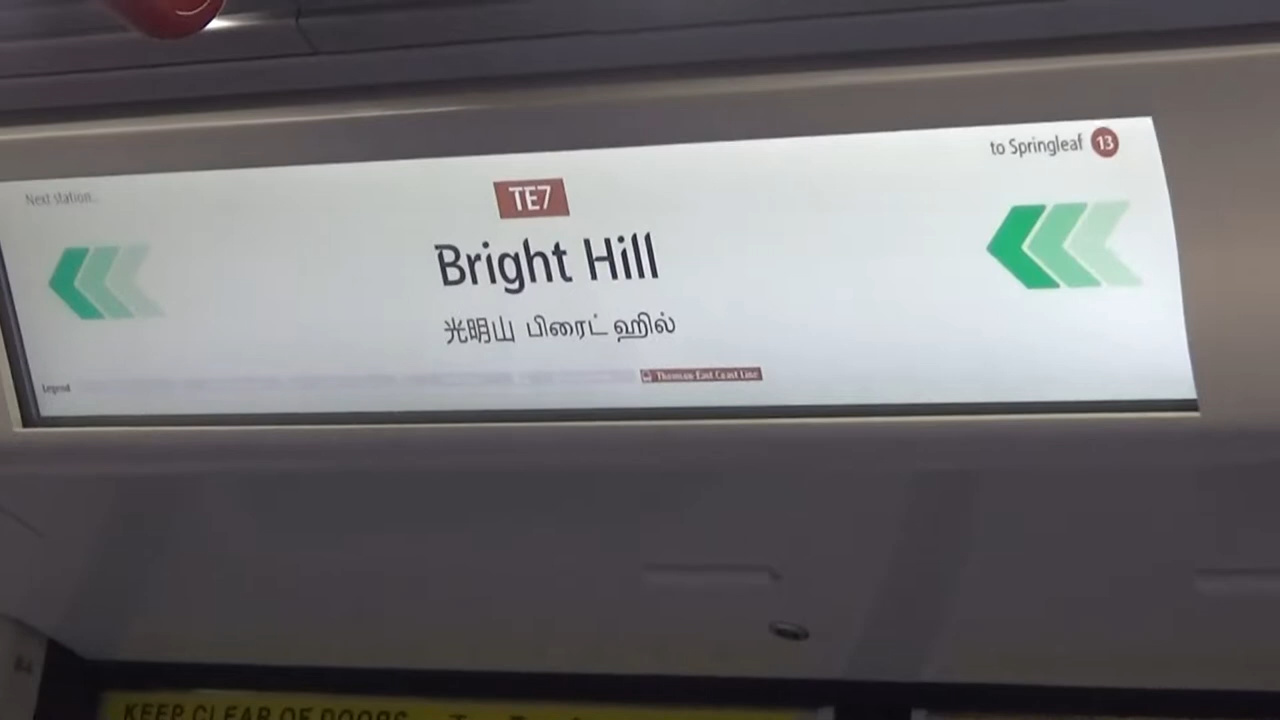 to Springleaf 13
Next station...
TE7
Bright Hill
光明山 பிரைட் ஹில்
Legend
Thomson-East Coast Line
KEEP CLEAR OF DOORS